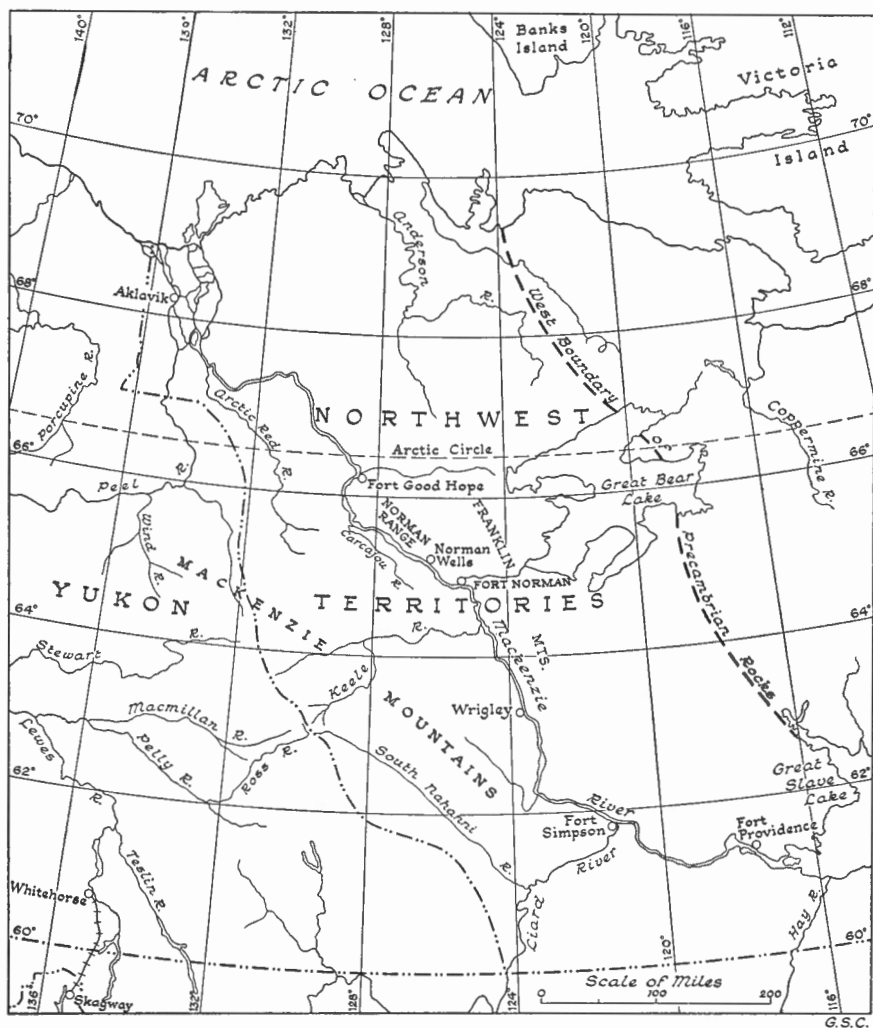 140° 139° 132° 128° 124° 120° 116° 112°
Banks
Island
Victoria
ARCTIC OCEAN
70° 70°
Island
Anderson
R.
68° 68°
Aklavik
West Boundary
of
Precambrian
Rocks
Porcupine R.
Arctic Red
R.
NORTHWEST
Coppermine R.
Arctic Circle
66° 66°
Fort Good Hope
Great Bear
Lake
Peel
R.
Wind
R.
NORMAN
RANGE
FRANKLIN
MTS.
Carcajou R.
Norman
Wells
FORT NORMAN
MACKENZIE
YUKON TERRITORIES
64° 64°
R.
Stewart
R.
Mackenzie
Keele
Macmillan
R.
MOUNTAINS
Wrigley
Lewes
R.
Pelly R.
Ross R.
South Nahahni
R.
62° 62°
Great
Slave
Lake
River
Fort
Simpson
Fort
Providence
River
Liard
Teslin R.
Whitehorse
Hay R.
60° 60°
120°
Skagway
Scale of Miles
0 100 200
136° 132° 128° 124° 116°
G.S.C.